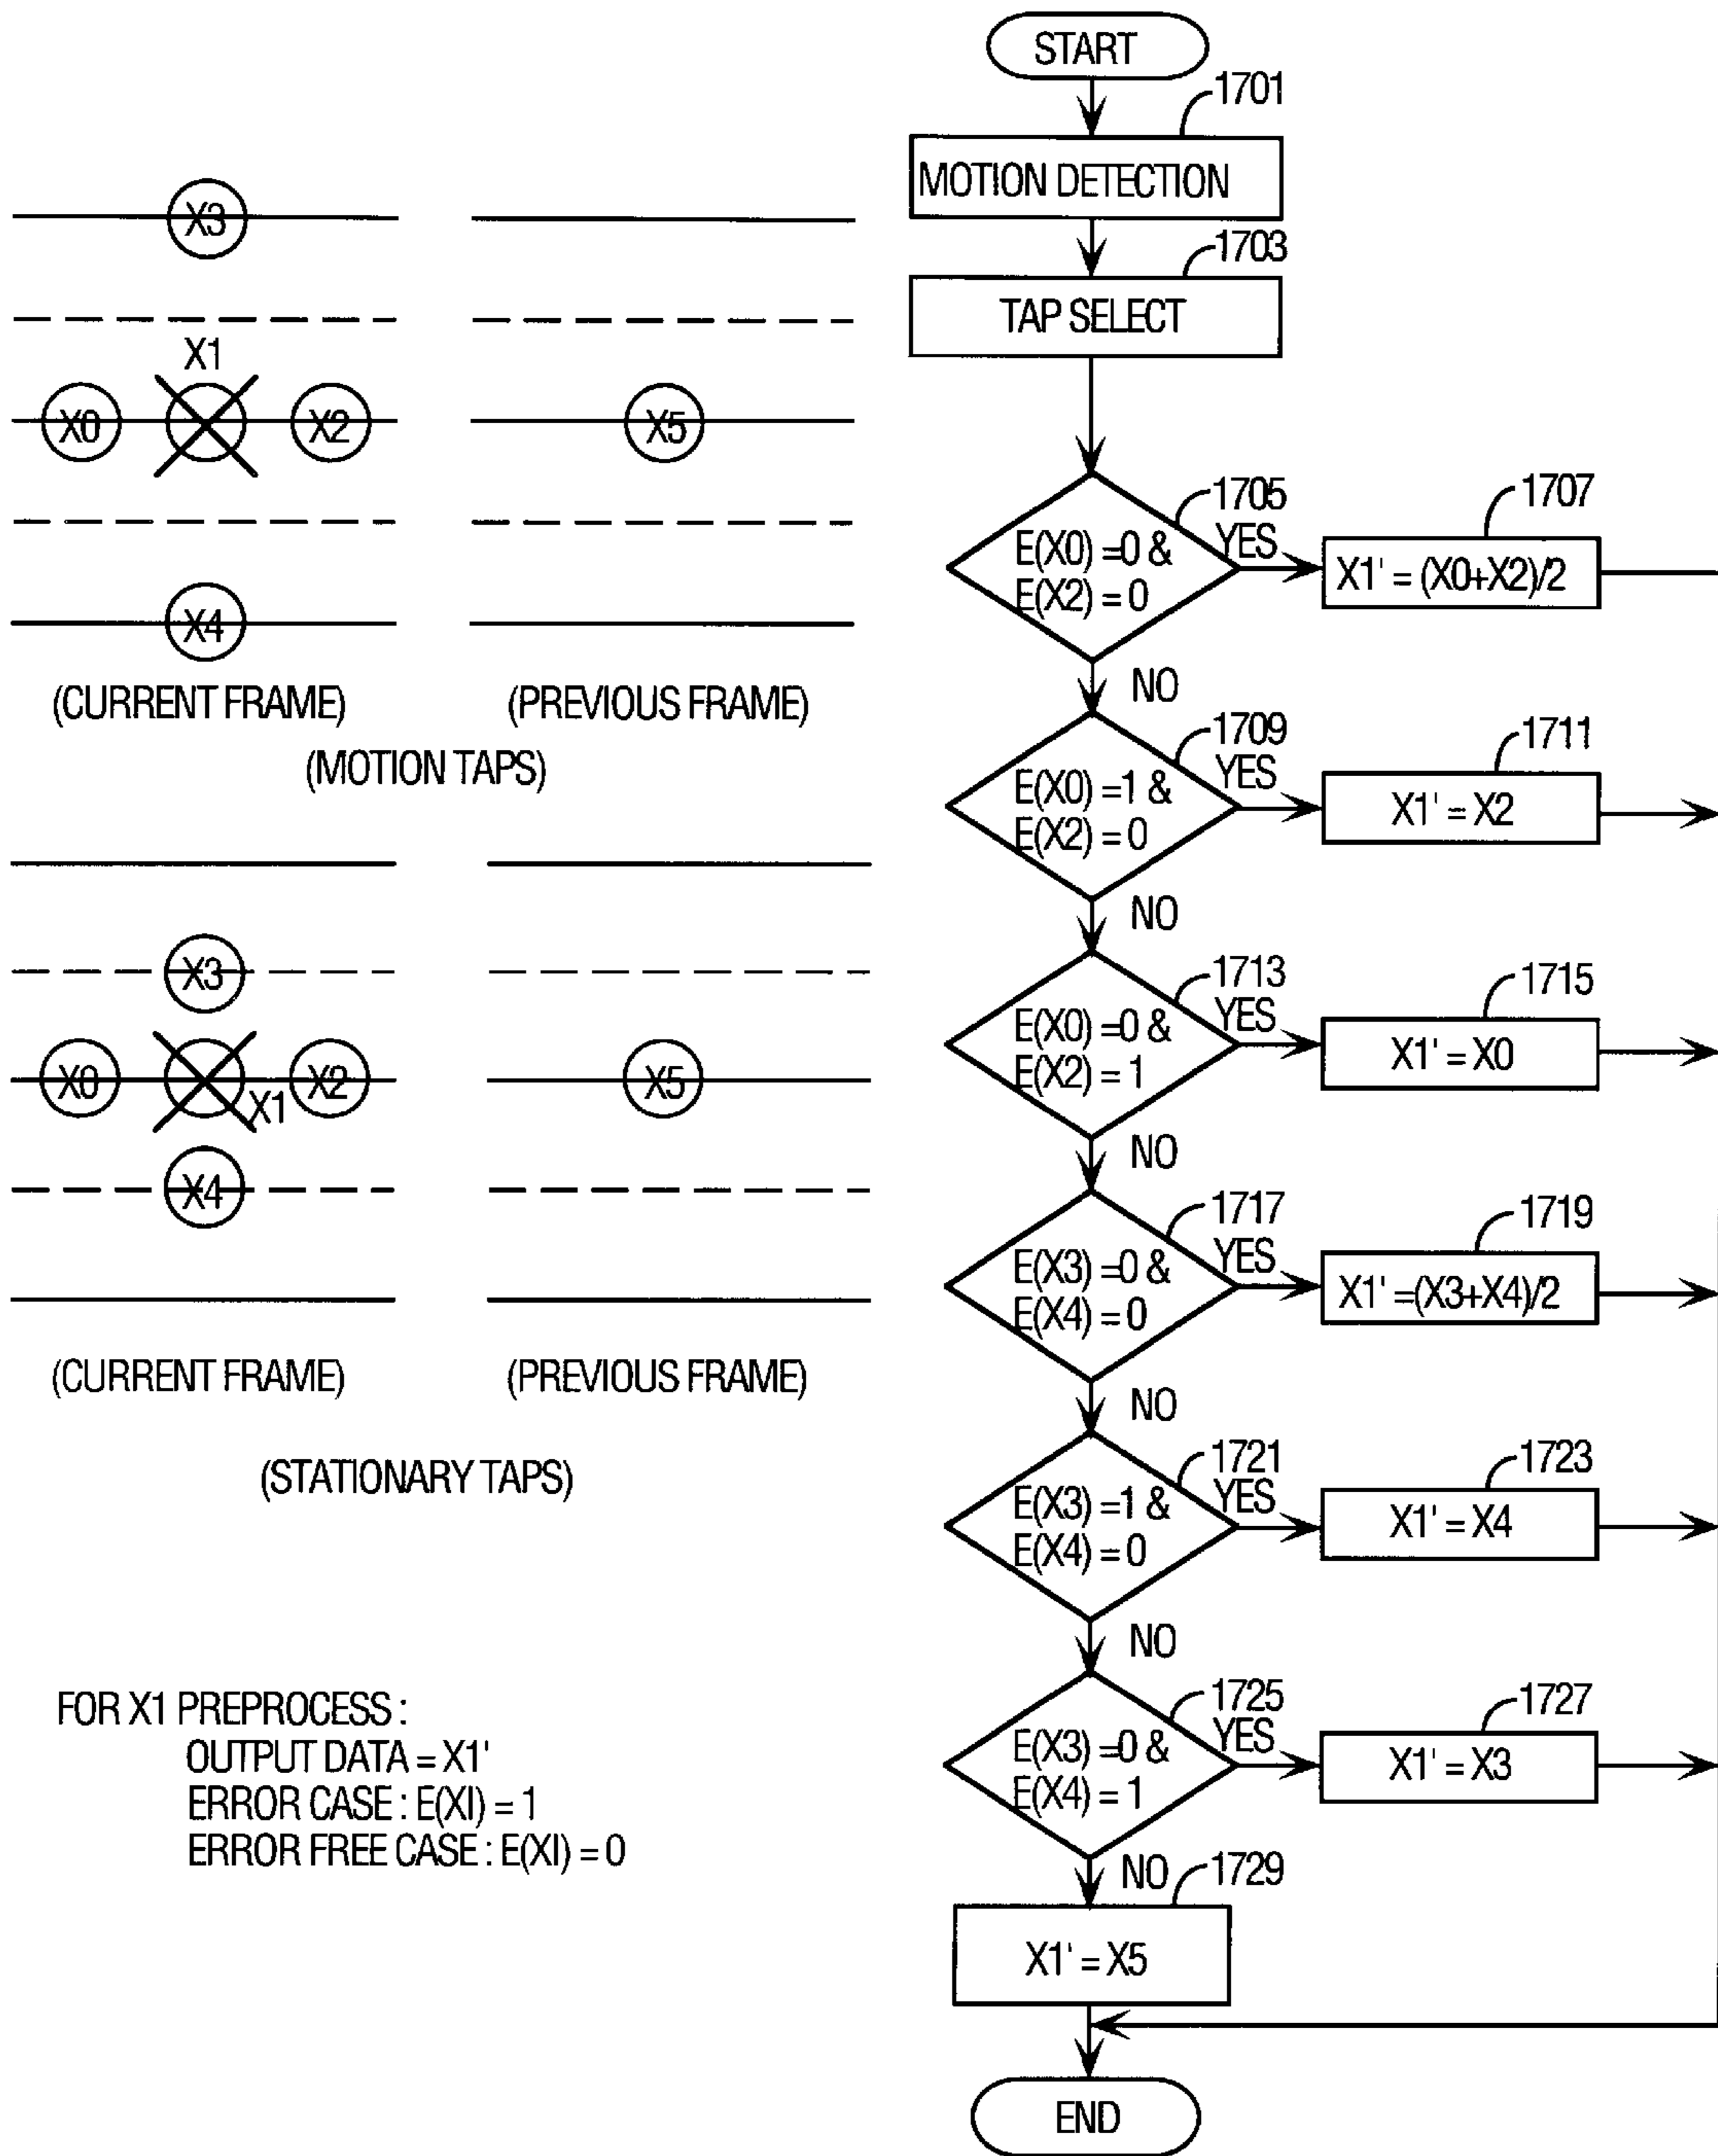 X3
X1
X0
X2
X5
X4
(CURRENT FRAME)
(PREVIOUS FRAME)
(MOTION TAPS)
X3
X0
X1
X2
X5
X4
(CURRENT FRAME)
(PREVIOUS FRAME)
(STATIONARY TAPS)
FOR X1 PREPROCESS :
OUTPUT DATA = X1'
ERROR CASE : E(XI) = 1
ERROR FREE CASE : E(XI) = 0
START
1701
MOTION DETECTION
1703
TAP SELECT
1705
E(X0) =0 &
E(X2) = 0
YES
1707
X1' = (X0+X2)/2
NO
1709
E(X0) =1 &
E(X2) = 0
YES
1711
X1' = X2
NO
1713
E(X0) =0 &
E(X2) = 1
YES
1715
X1' = X0
NO
1717
E(X3) =0 &
E(X4) = 0
YES
1719
X1' =(X3+X4)/2
NO
1721
E(X3) =1 &
E(X4) = 0
YES
1723
X1' = X4
NO
1725
E(X3) =0 &
E(X4) = 1
YES
1727
X1' = X3
NO
1729
X1' = X5
END